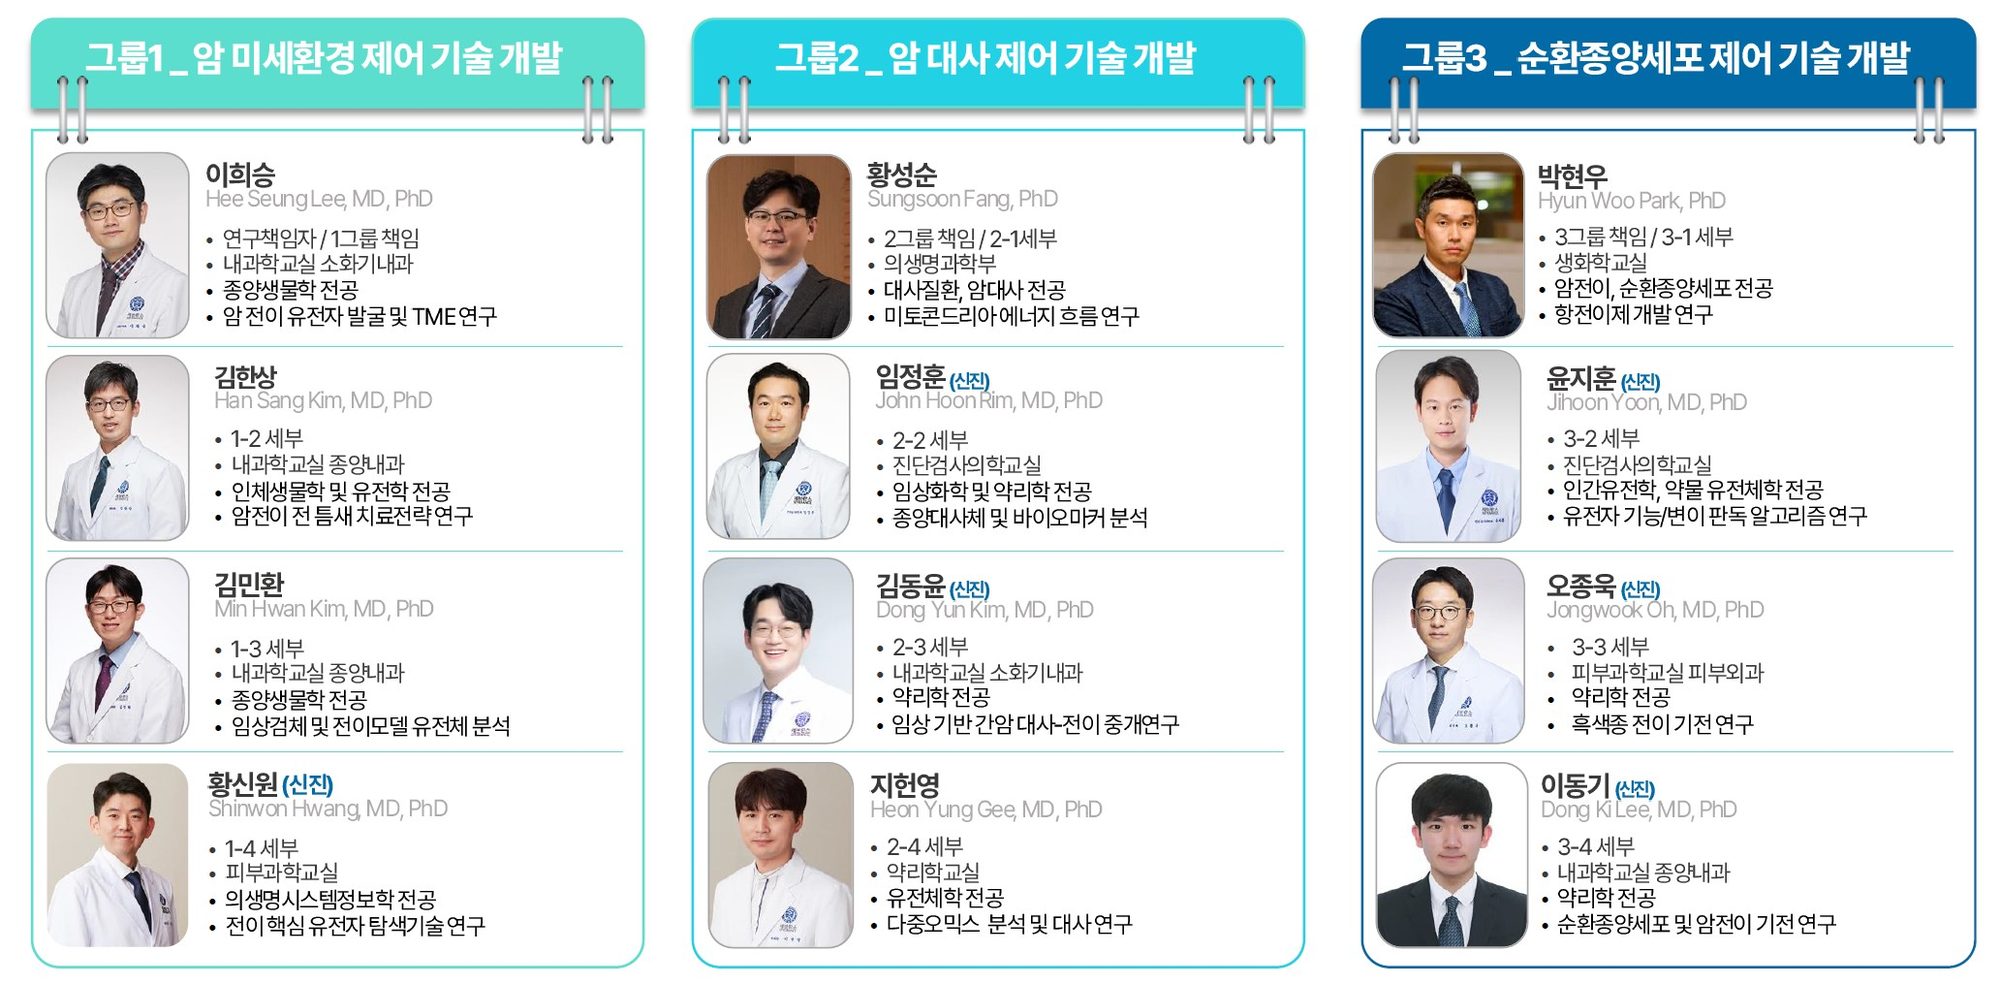 그룹1 _ 암 미세환경 제어 기술 개발
이희승
Hee Seung Lee, MD, PhD
• 연구책임자 / 1그룹 책임
• 내과학교실 소화기내과
• 종양생물학 전공
• 암 전이 유전자 발굴 및 TME 연구
김한상
Han Sang Kim, MD, PhD
• 1-2 세부
• 내과학교실 종양내과
• 인체생물학 및 유전학 전공
• 암전이 전 틈새 치료전략 연구
김민환
Min Hwan Kim, MD, PhD
• 1-3 세부
• 내과학교실 종양내과
• 종양생물학 전공
• 임상검체 및 전이모델 유전체 분석
황신원 (신진)
Shinwon Hwang, MD, PhD
• 1-4 세부
• 피부과학교실
• 의생명시스템정보학 전공
• 전이 핵심 유전자 탐색기술 연구
그룹2 _ 암 대사 제어 기술 개발
황성순
Sungsoon Fang, PhD
• 2그룹 책임 / 2-1세부
• 의생명과학부
• 대사질환, 암대사 전공
• 미토콘드리아 에너지 흐름 연구
임정훈 (신진)
John Hoon Rim, MD, PhD
• 2-2 세부
• 진단검사의학교실
• 임상화학 및 약리학 전공
• 종양대사체 및 바이오마커 분석
김동윤 (신진)
Dong Yun Kim, MD, PhD
• 2-3 세부
• 내과학교실 소화기내과
• 약리학 전공
• 임상 기반 간암 대사-전이 중개연구
지헌영
Heon Yung Gee, MD, PhD
• 2-4 세부
• 약리학교실
• 유전체학 전공
• 다중오믹스 분석 및 대사 연구
그룹3 _ 순환종양세포 제어 기술 개발
박현우
Hyun Woo Park, PhD
• 3그룹 책임 / 3-1 세부
• 생화학교실
• 암전이, 순환종양세포 전공
• 항전이제 개발 연구
윤지훈 (신진)
Jihoon Yoon, MD, PhD
• 3-2 세부
• 진단검사의학교실
• 인간유전학, 약물 유전체학 전공
• 유전자 기능/변이 판독 알고리즘 연구
오종욱 (신진)
Jongwook Oh, MD, PhD
• 3-3 세부
• 피부과학교실 피부외과
• 약리학 전공
• 흑색종 전이 기전 연구
이동기 (신진)
Dong Ki Lee, MD, PhD
• 3-4 세부
• 내과학교실 종양내과
• 약리학 전공
• 순환종양세포 및 암전이 기전 연구